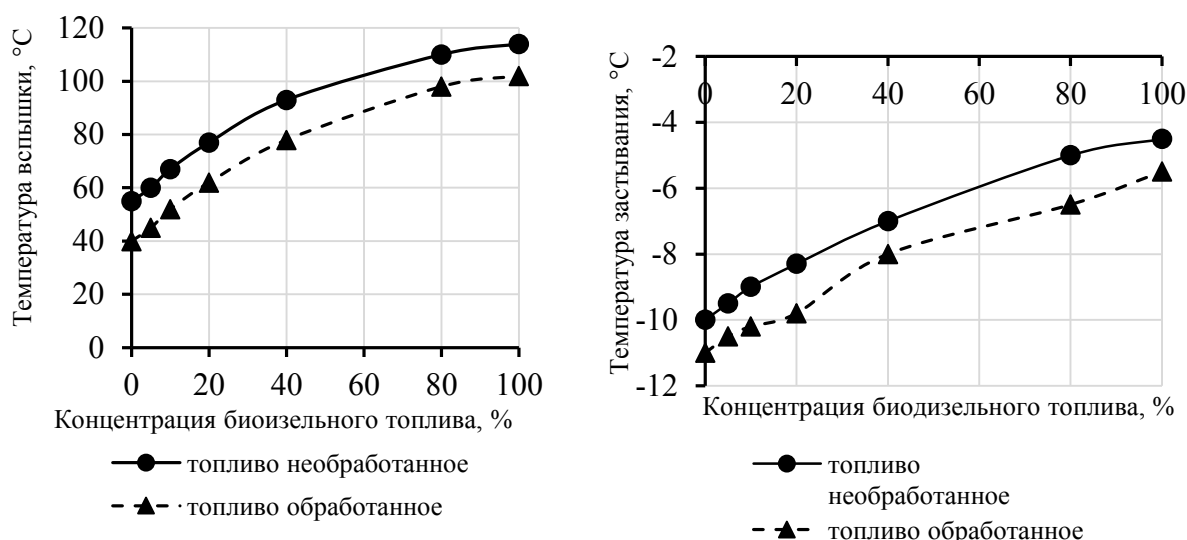 Температура вспышки, °С
120
100
80
60
40
20
0
0 20 40 60 80 100
Концентрация биоизельного топлива, %
топливо необработанное
топливо обработанное
Температура застывания, °С
-2
0 20 40 60 80 100
-4
-6
-8
-10
-12
Концентрация биодизельного топлива, %
топливо
необработанное
топливо обработанное